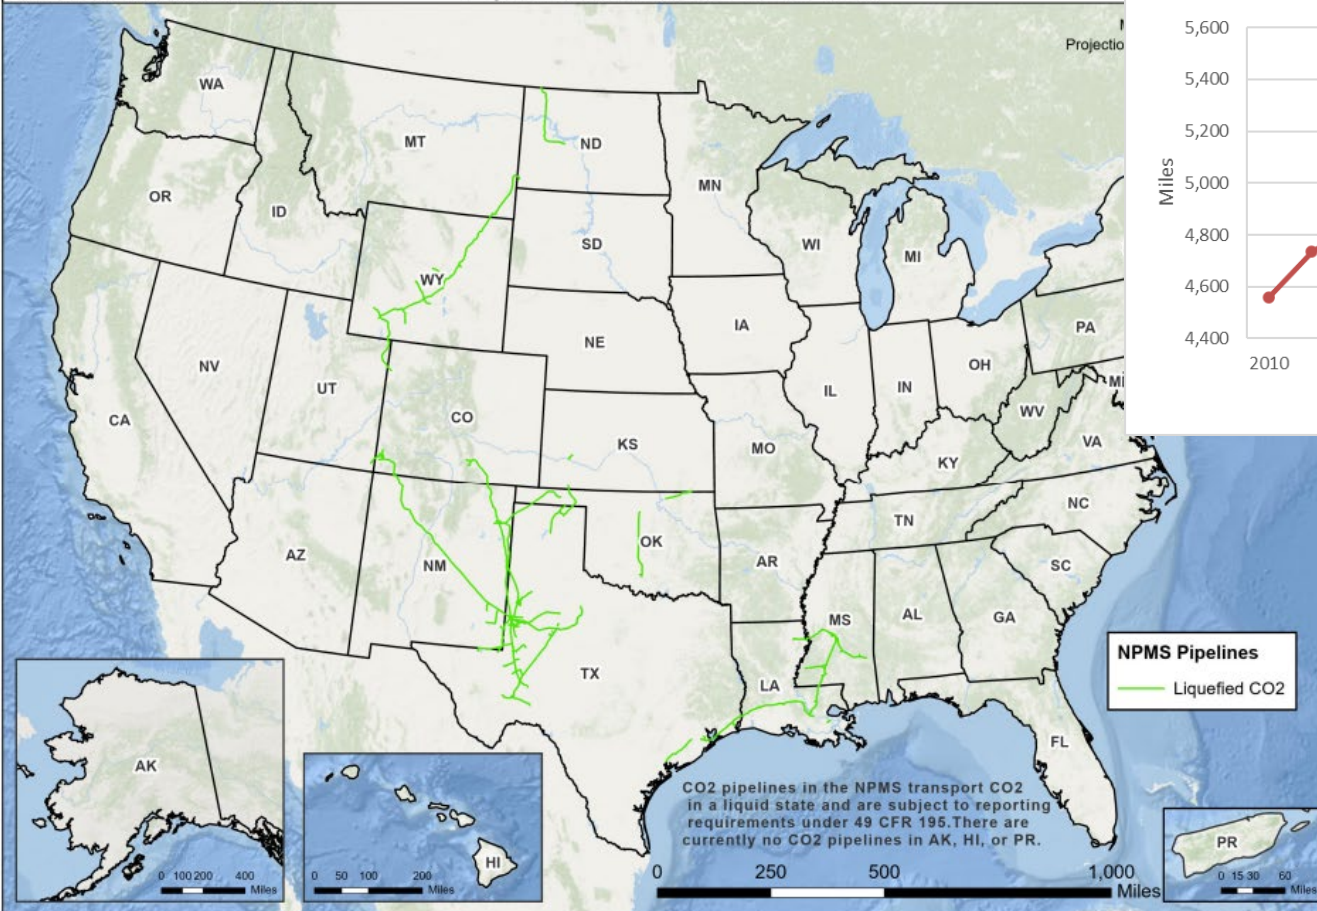 Projectio
5,600
5,400
5,200
5,000
4,800
4,600
4,400
Miles
2010
WA
MT
ND
OR
ID
MN
SD
WI
MI
WY
IA
NE
PA
NV
UT
CO
IL
IN
OH
CA
KS
MO
WV
VA
KY
NC
TN
AZ
NM
OK
AR
SC
MS
AL
GA
TX
LA
FL
NPMS Pipelines
Liquefied CO2
AK
0 100 200 400
Miles
HI
0 50 100 200
Miles
CO2 pipelines in the NPMS transport CO2
in a liquid state and are subject to reporting
requirements under 49 CFR 195.There are
currently no CO2 pipelines in AK, HI, or PR.
0 250 500 1,000
Miles
PR
0 15 30 60
Miles